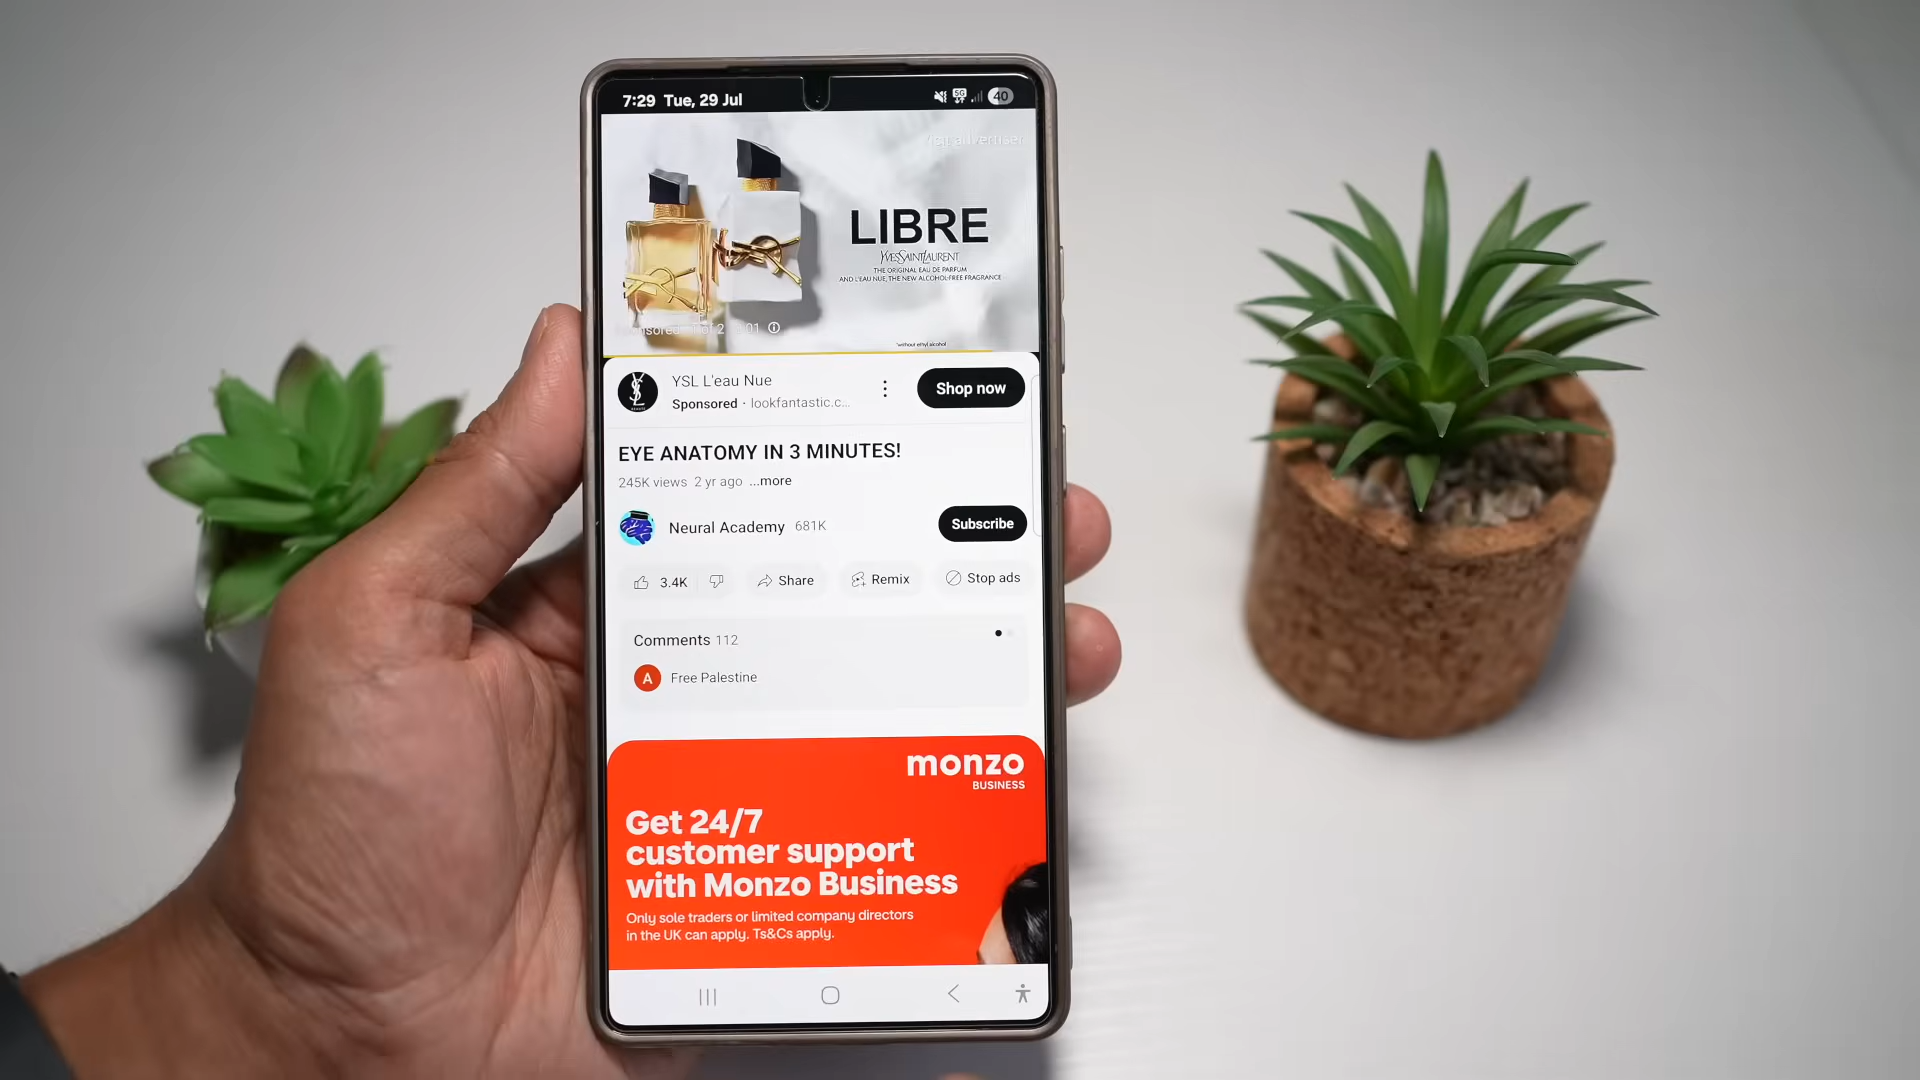 7:29 Tue, 29 Jul
5G
40
LIBRE
YVESSAINTLAURENT
THE ORIGINAL EAU DE PARFUM
AND L'EAU NUE, THE NEW ALCOHOL-FREE FRAGRANCE
*without ethyl alcohol
YSL L'eau Nue
Sponsored · lookfantastic.c...
Shop now
EYE ANATOMY IN 3 MINUTES!
245K views 2 yr ago ...more
Neural Academy 681K
Subscribe
3.4K
Share
Remix
Stop ads
Comments 112
A
Free Palestine
monzo
BUSINESS
Get 24/7
customer support
with Monzo Business
Only sole traders or limited company directors
in the UK can apply. Ts&Cs apply.